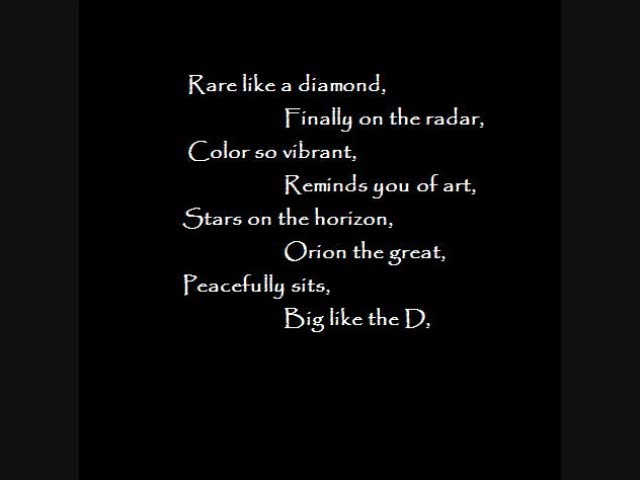 Rare like a diamond,
Finally on the radar,
Color so vibrant,
Reminds you of art,
Stars on the horizon,
Orion the great,
Peacefully sits,
Big like the D,